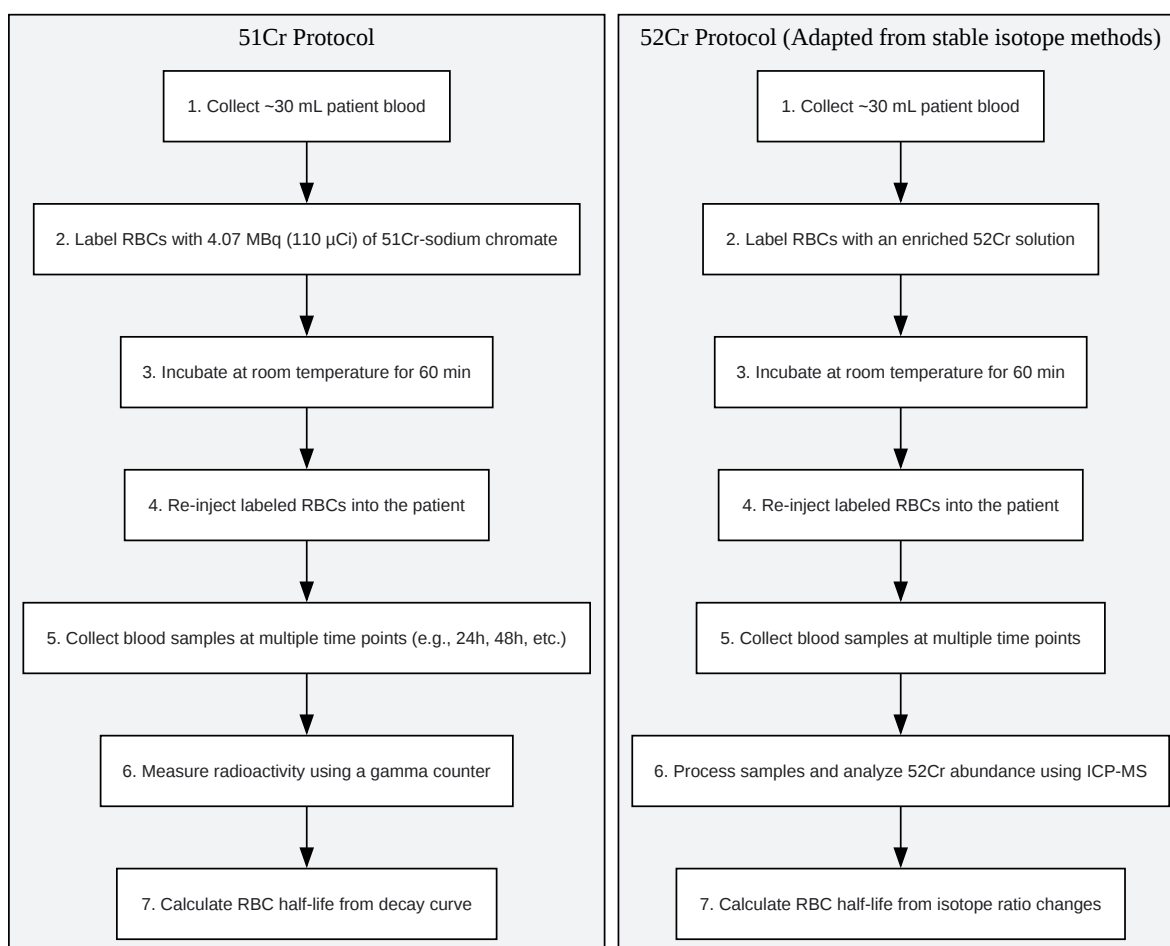 51Cr Protocol
1. Collect ~30 mL patient blood
2. Label RBCs with 4.07 MBq (110 µCi) of 51Cr-sodium chromate
3. Incubate at room temperature for 60 min
4. Re-inject labeled RBCs into the patient
5. Collect blood samples at multiple time points (e.g., 24h, 48h, etc.)
6. Measure radioactivity using a gamma counter
7. Calculate RBC half-life from decay curve
52Cr Protocol (Adapted from stable isotope methods)
1. Collect ~30 mL patient blood
2. Label RBCs with an enriched 52Cr solution
3. Incubate at room temperature for 60 min
4. Re-inject labeled RBCs into the patient
5. Collect blood samples at multiple time points
6. Process samples and analyze 52Cr abundance using ICP-MS
7. Calculate RBC half-life from isotope ratio changes